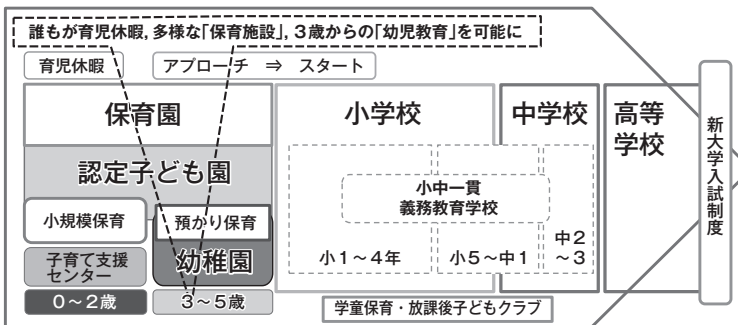 誰もが育児休暇，多様な「保育施設」，３歳からの「幼児教育」を可能に
育児休暇
アプローチ ⇒ スタート
保育園
認定子ども園
小規模保育
預かり保育
子育て支援
センター
幼稚園
０～２歳
３～５歳
小学校
中学校
高等
学校
小中一貫
義務教育学校
小１～４年
小５～中１
中２
～３
学童保育・放課後子どもクラブ
新大学入試制度